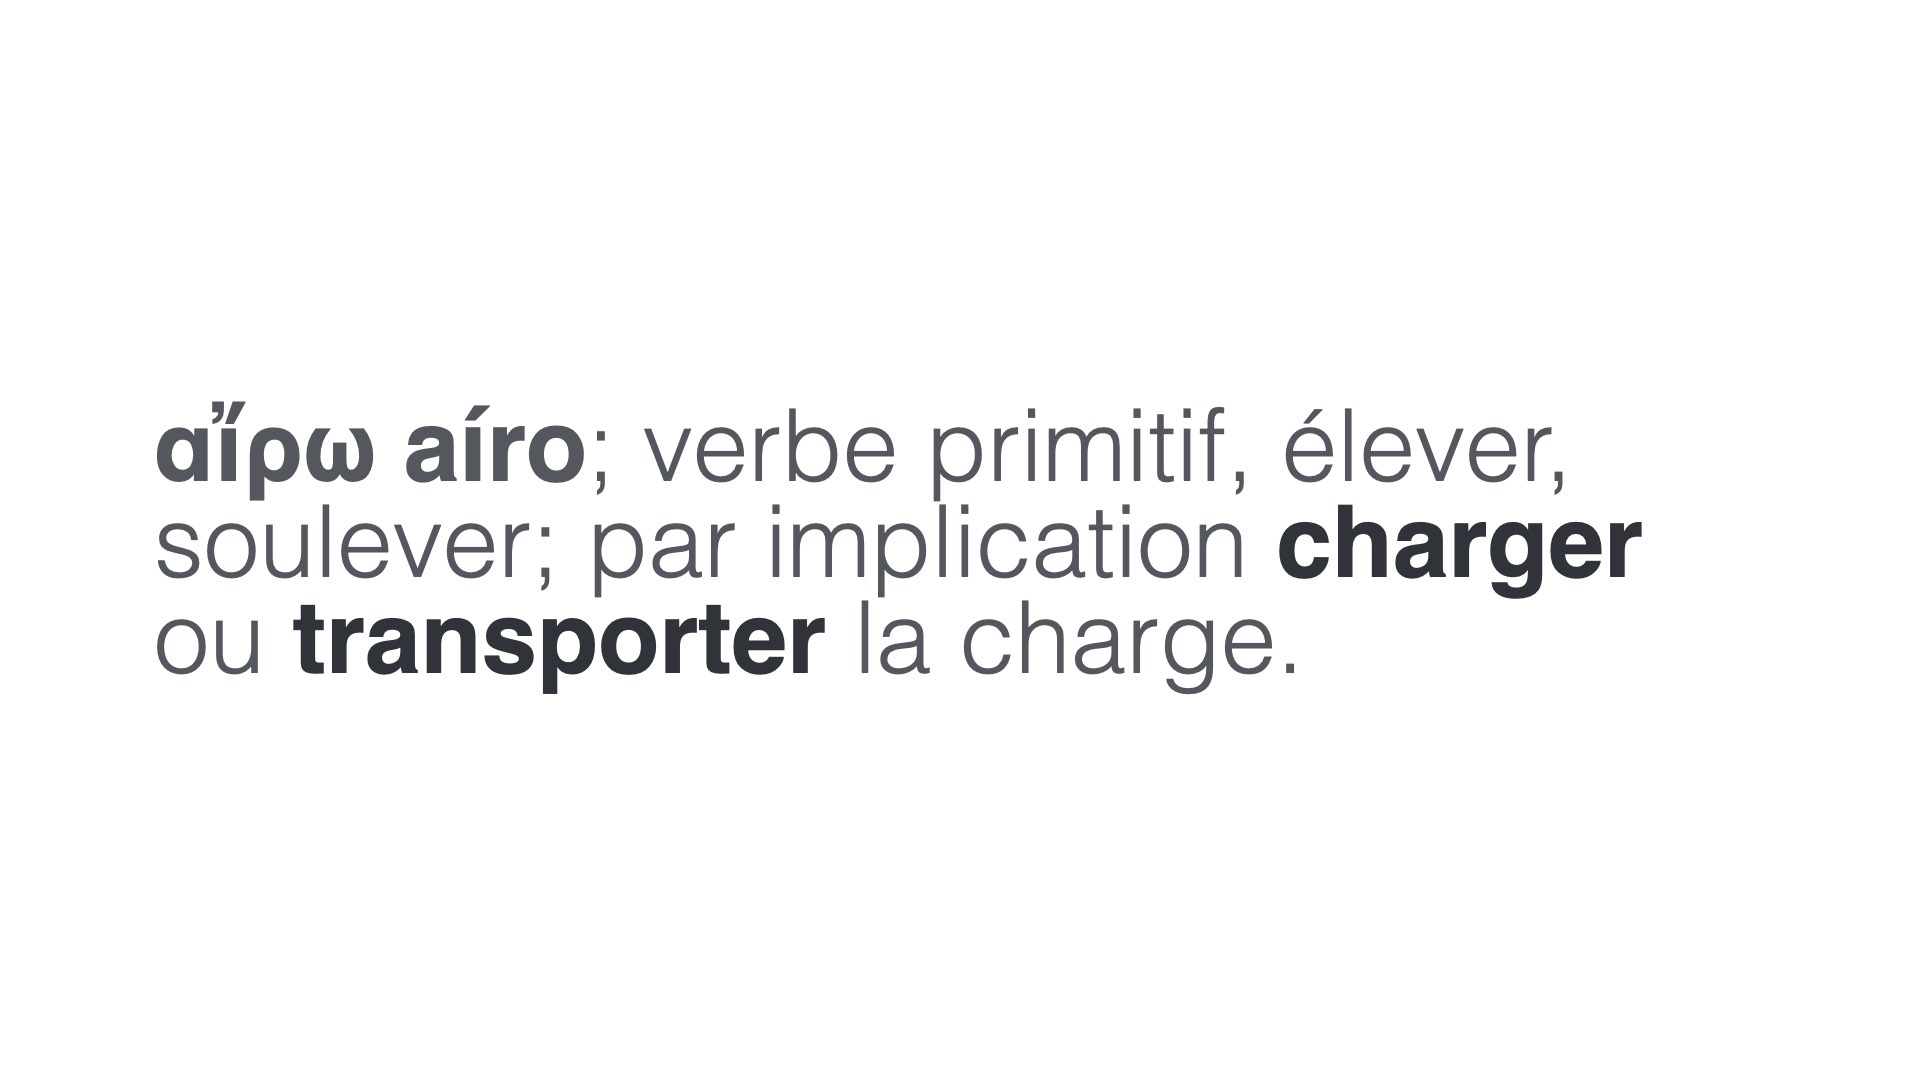 αἴρω aíro; verbe primitif, élever,
soulever; par implication charger
ou transporter la charge.